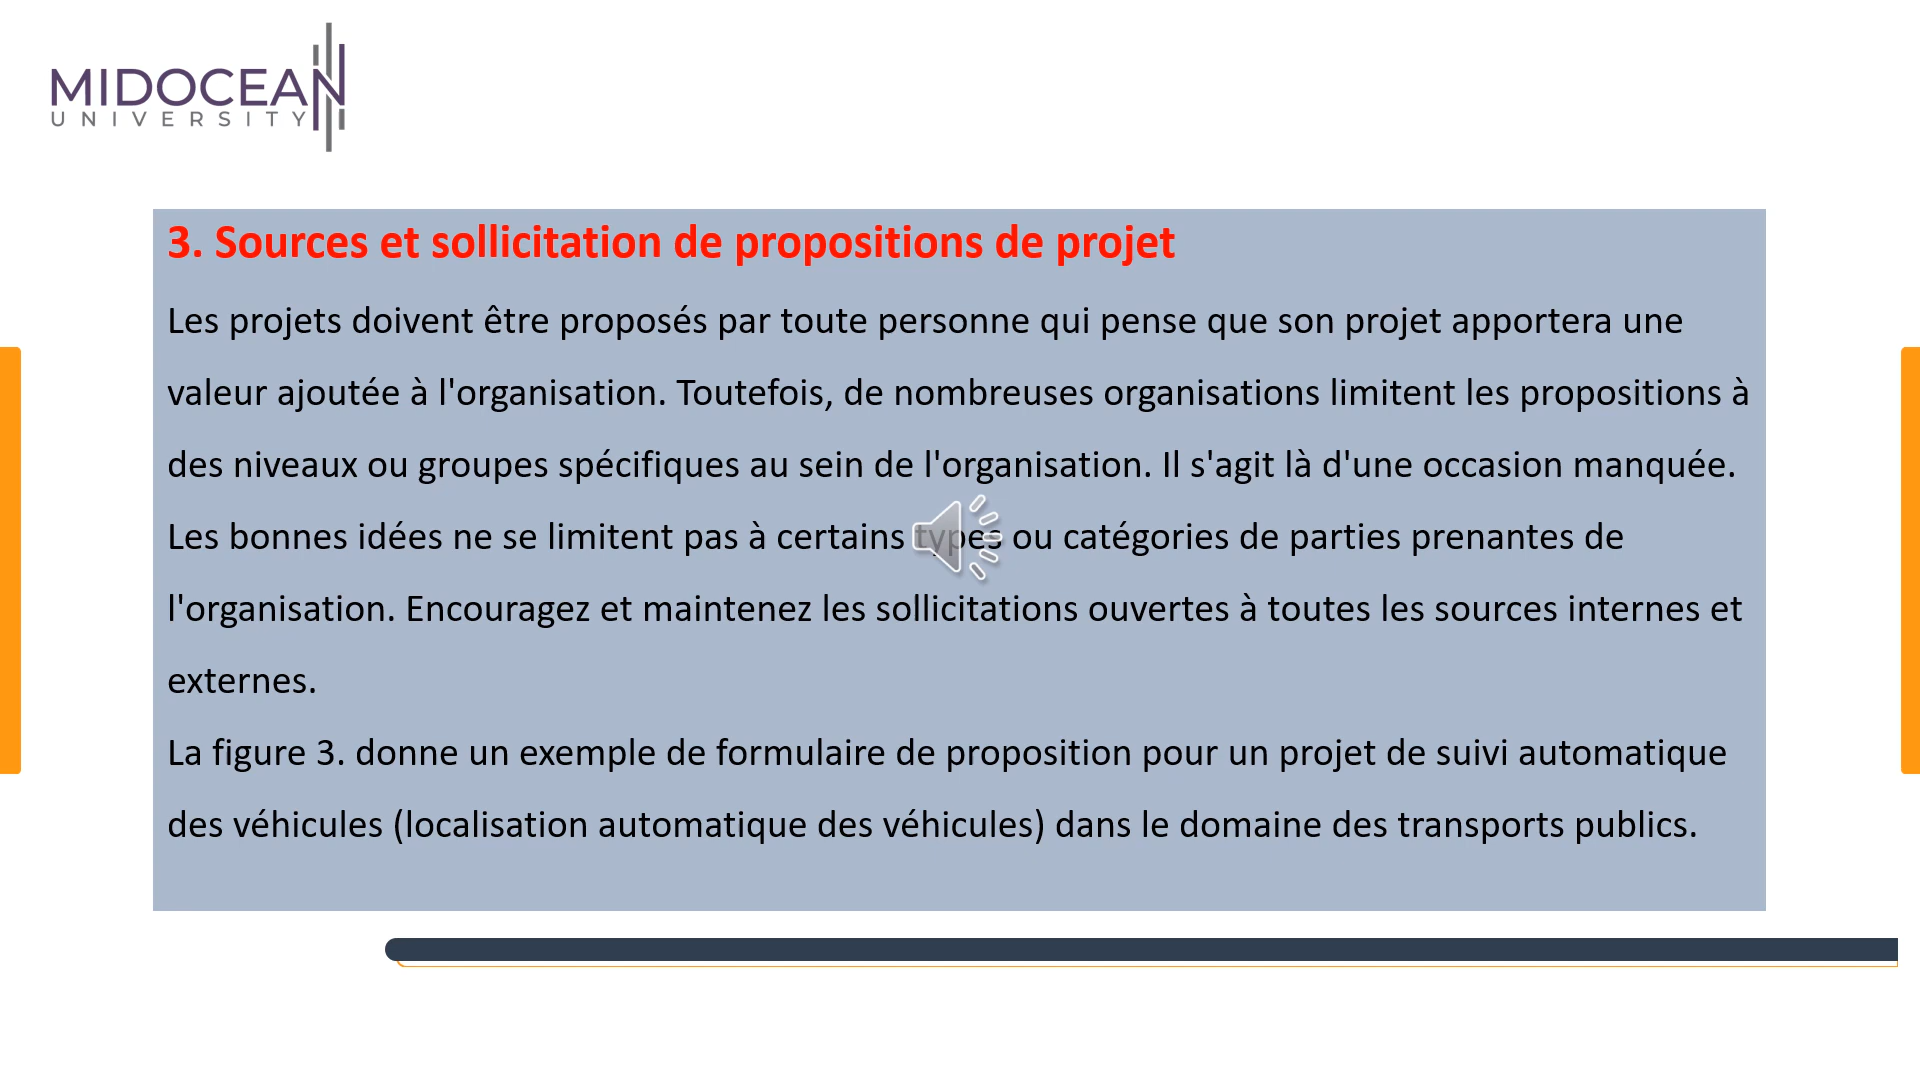 MIDOCEAN
UNIVERSITY
3. Sources et sollicitation de propositions de projet
Les projets doivent être proposés par toute personne qui pense que son projet apportera une
valeur ajoutée à l'organisation. Toutefois, de nombreuses organisations limitent les propositions à
des niveaux ou groupes spécifiques au sein de l'organisation. Il s'agit là d'une occasion manquée.
Les bonnes idées ne se limitent pas à certains types ou catégories de parties prenantes de
l'organisation. Encouragez et maintenez les sollicitations ouvertes à toutes les sources internes et
externes.
La figure 3. donne un exemple de formulaire de proposition pour un projet de suivi automatique
des véhicules (localisation automatique des véhicules) dans le domaine des transports publics.